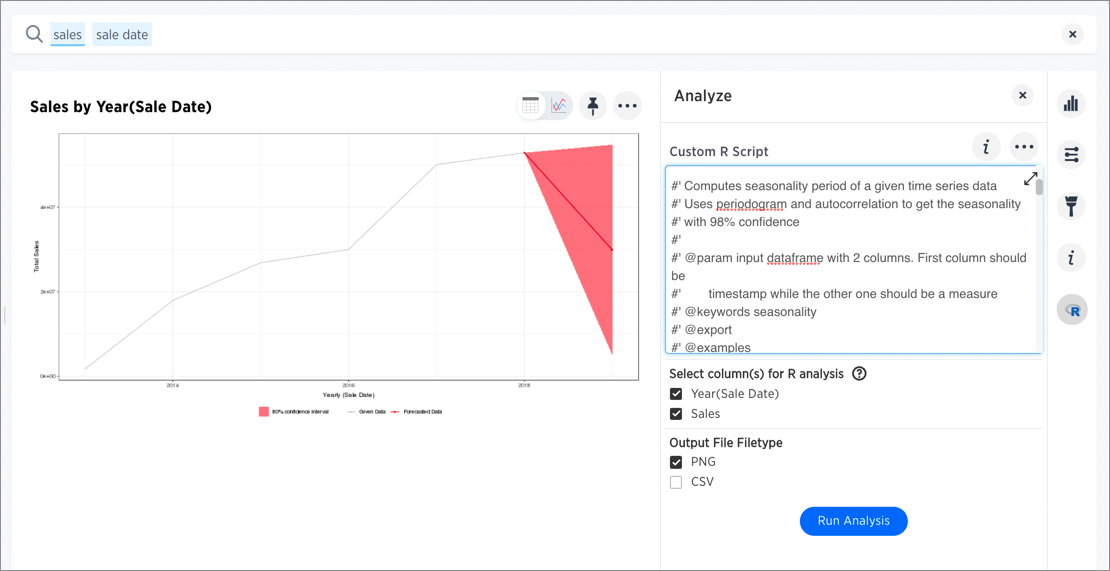 sales sale date
Sales by Year(Sale Date)
4e+07
2e+07
0e+00
Total Sales
2014
2016
2018
Yearly (Sale Date)
80% confidence interval
Given Data
Forecasted Data
Analyze
Custom R Script
#' Computes seasonality period of a given time series data
#' Uses periodogram and autocorrelation to get the seasonality
#' with 98% confidence
#'
#' @param input dataframe with 2 columns. First column should
be
#' timestamp while the other one should be a measure
#' @keywords seasonality
#' @export
#' @examples
Select column(s) for R analysis ?
Year(Sale Date)
Sales
Output File Filetype
PNG
CSV
Run Analysis
i
i
R